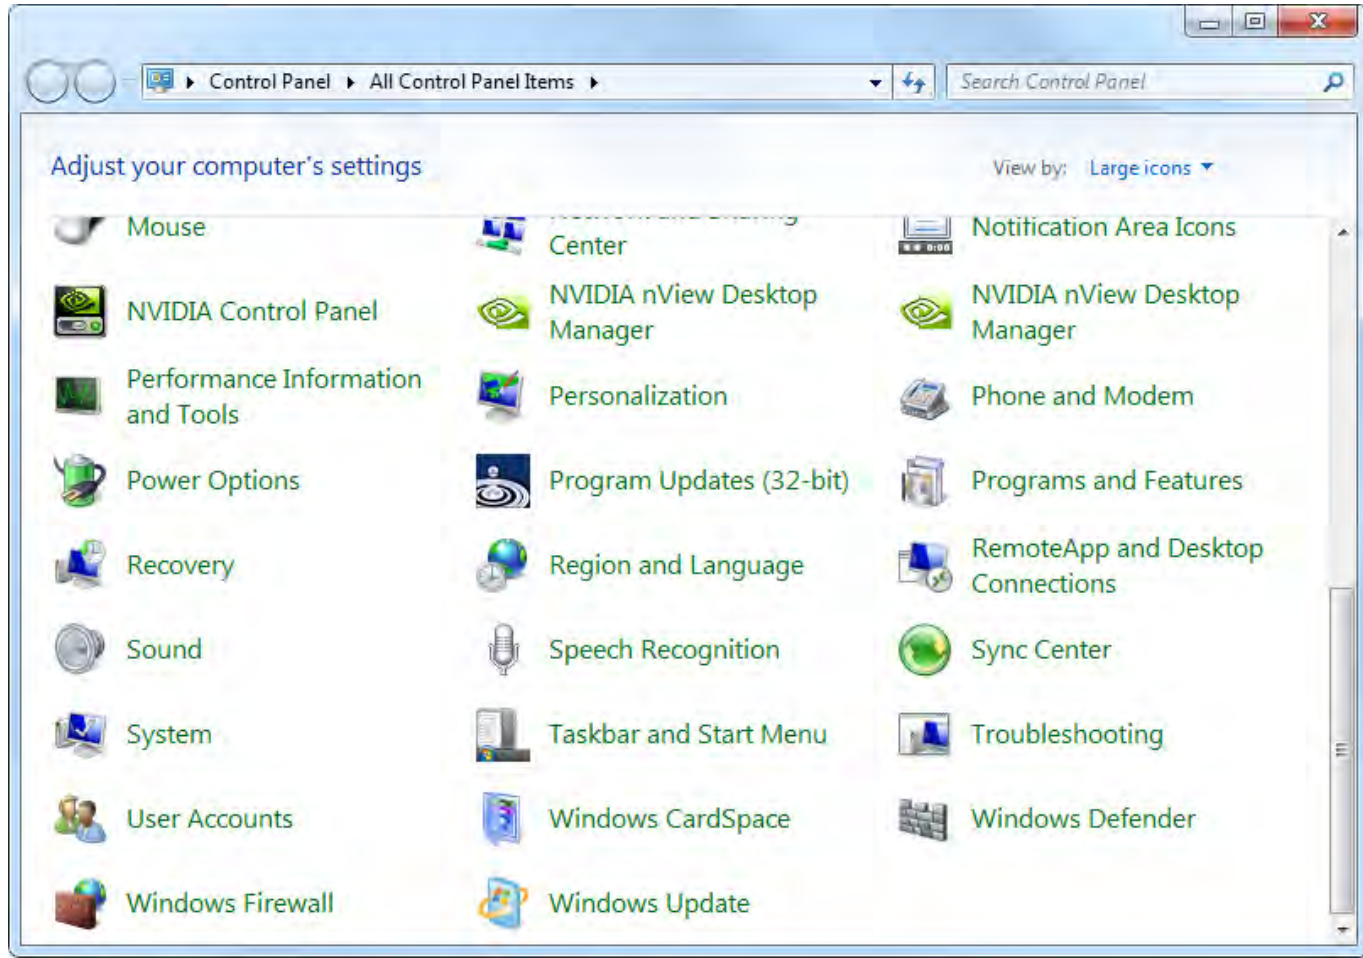 Control Panel
All Control Panel Items
Search Control Panel
Adjust your computer's settings
View by: Large icons
Mouse
Network and Sharing
Center
Notification Area Icons
NVIDIA Control Panel
NVIDIA nView Desktop
Manager
NVIDIA nView Desktop
Manager
Performance Information
and Tools
Personalization
Phone and Modem
Power Options
Program Updates (32-bit)
Programs and Features
Recovery
Region and Language
RemoteApp and Desktop
Connections
Sound
Speech Recognition
Sync Center
System
Taskbar and Start Menu
Troubleshooting
User Accounts
Windows CardSpace
Windows Defender
Windows Firewall
Windows Update